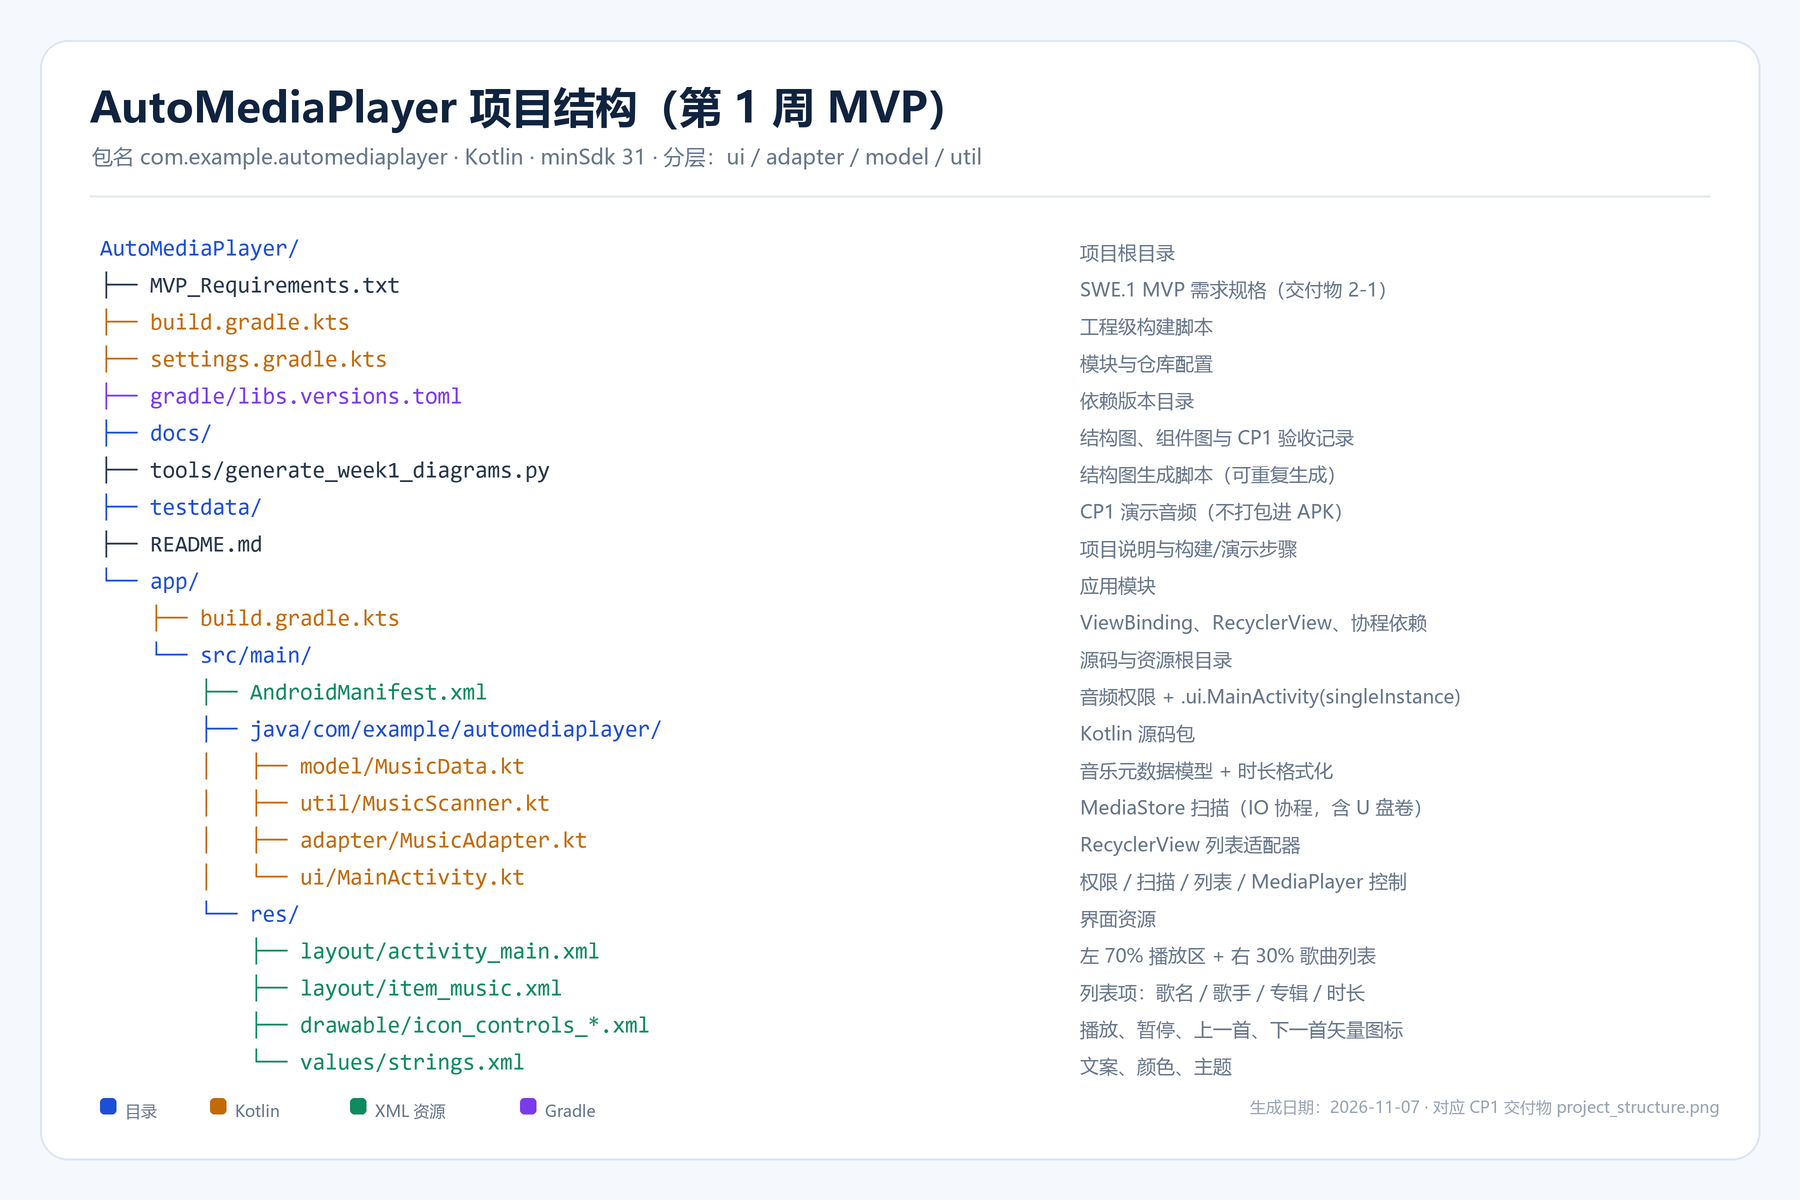 AutoMediaPlayer 项目结构（第 1 周 MVP）
包名 com.example.automediaplayer · Kotlin · minSdk 31 · 分层：ui / adapter / model / util
AutoMediaPlayer/ 项目根目录
├── MVP_Requirements.txt SWE.1 MVP 需求规格（交付物 2-1）
├── build.gradle.kts 工程级构建脚本
├── settings.gradle.kts 模块与仓库配置
├── gradle/libs.versions.toml 依赖版本目录
├── docs/ 结构图、组件图与 CP1 验收记录
├── tools/generate_week1_diagrams.py 结构图生成脚本（可重复生成）
├── testdata/ CP1 演示音频（不打包进 APK）
├── README.md 项目说明与构建/演示步骤
└── app/ 应用模块
    ├── build.gradle.kts ViewBinding、RecyclerView、协程依赖
    └── src/main/ 源码与资源根目录
        ├── AndroidManifest.xml 音频权限 + .ui.MainActivity(singleInstance)
        ├── java/com/example/automediaplayer/ Kotlin 源码包
        │   ├── model/MusicData.kt 音乐元数据模型 + 时长格式化
        │   ├── util/MusicScanner.kt MediaStore 扫描（IO 协程，含 U 盘卷）
        │   ├── adapter/MusicAdapter.kt RecyclerView 列表适配器
        │   └── ui/MainActivity.kt 权限 / 扫描 / 列表 / MediaPlayer 控制
        └── res/ 界面资源
            ├── layout/activity_main.xml 左 70% 播放区 + 右 30% 歌曲列表
            ├── layout/item_music.xml 列表项：歌名 / 歌手 / 专辑 / 时长
            ├── drawable/icon_controls_*.xml 播放、暂停、上一首、下一首矢量图标
            └── values/strings.xml 文案、颜色、主题
目录 Kotlin XML 资源 Gradle 生成日期：2026-11-07 · 对应 CP1 交付物 project_structure.png